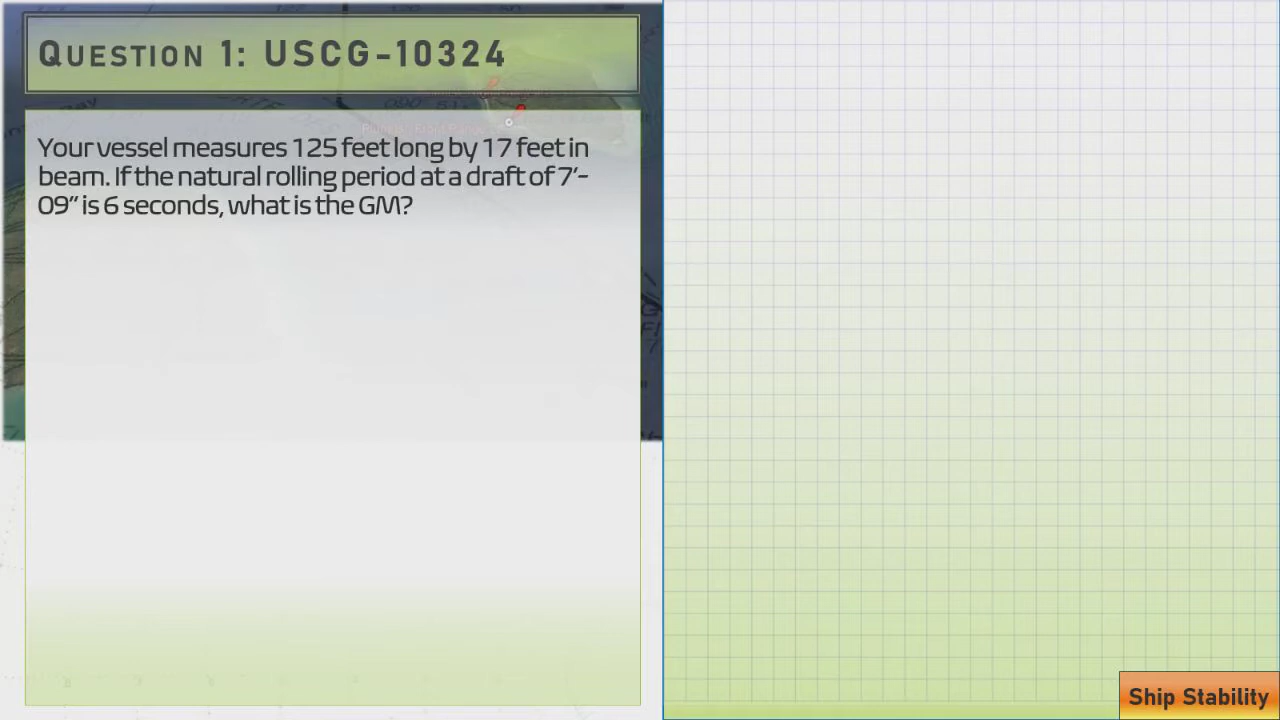 QUESTION 1: USCG-10324
Your vessel measures 125 feet long by 17 feet in
beam. If the natural rolling period at a draft of 7’-
09” is 6 seconds, what is the GM?
Ship Stability